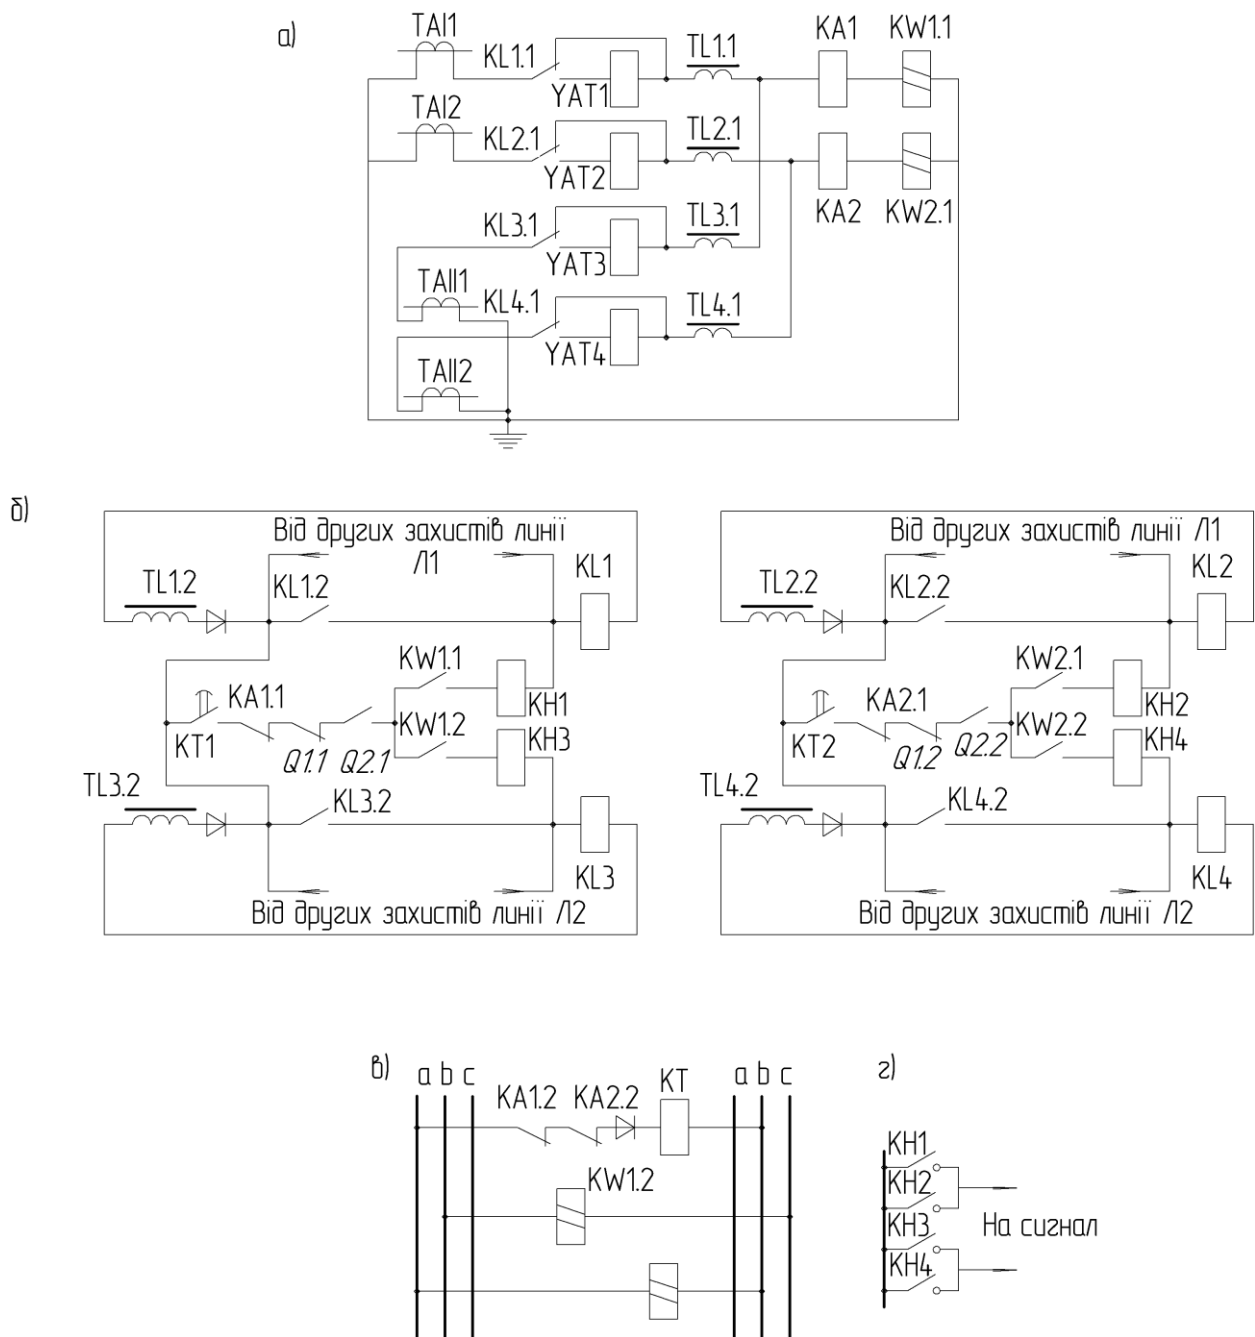 а)
TAI1
KL1.1
YAT1
TL1.1
KA1
KW1.1
TAI2
KL2.1
YAT2
TL2.1
KA2
KW2.1
KL3.1
YAT3
TL3.1
TAII1
KL4.1
YAT4
TL4.1
TAII2
б)
Від других захистів линії
Л1
TL1.2
KL1.2
KL1
KW1.1
KA1.1
KH1
KT1
Q1.1
Q2.1
KW1.2
KH3
TL3.2
KL3.2
KL3
Від других захистів линії Л2
Від других захистів линії Л1
TL2.2
KL2.2
KL2
KW2.1
KA2.1
KH2
KT2
Q1.2
Q2.2
KW2.2
KH4
TL4.2
KL4.2
KL4
Від других захистів линії Л2
в)
a b c
KA1.2
KA2.2
KT
a b c
KW1.2
г)
KH1
KH2
KH3
KH4
На сигнал